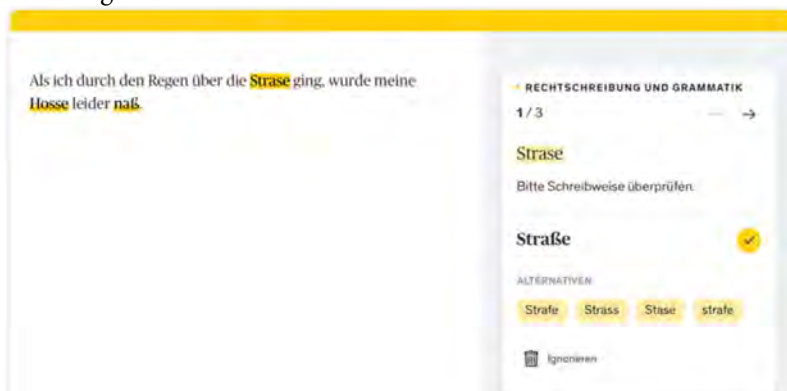 Als ich durch den Regen über die Strase ging, wurde meine
Hosse leider naß.
RECHTSCHREIBUNG UND GRAMMATIK
1/3
Strase
Bitte Schreibweise überprüfen.
Straße
ALTERNATIVEN
Strafe Strass Stase strafe
Ignorieren